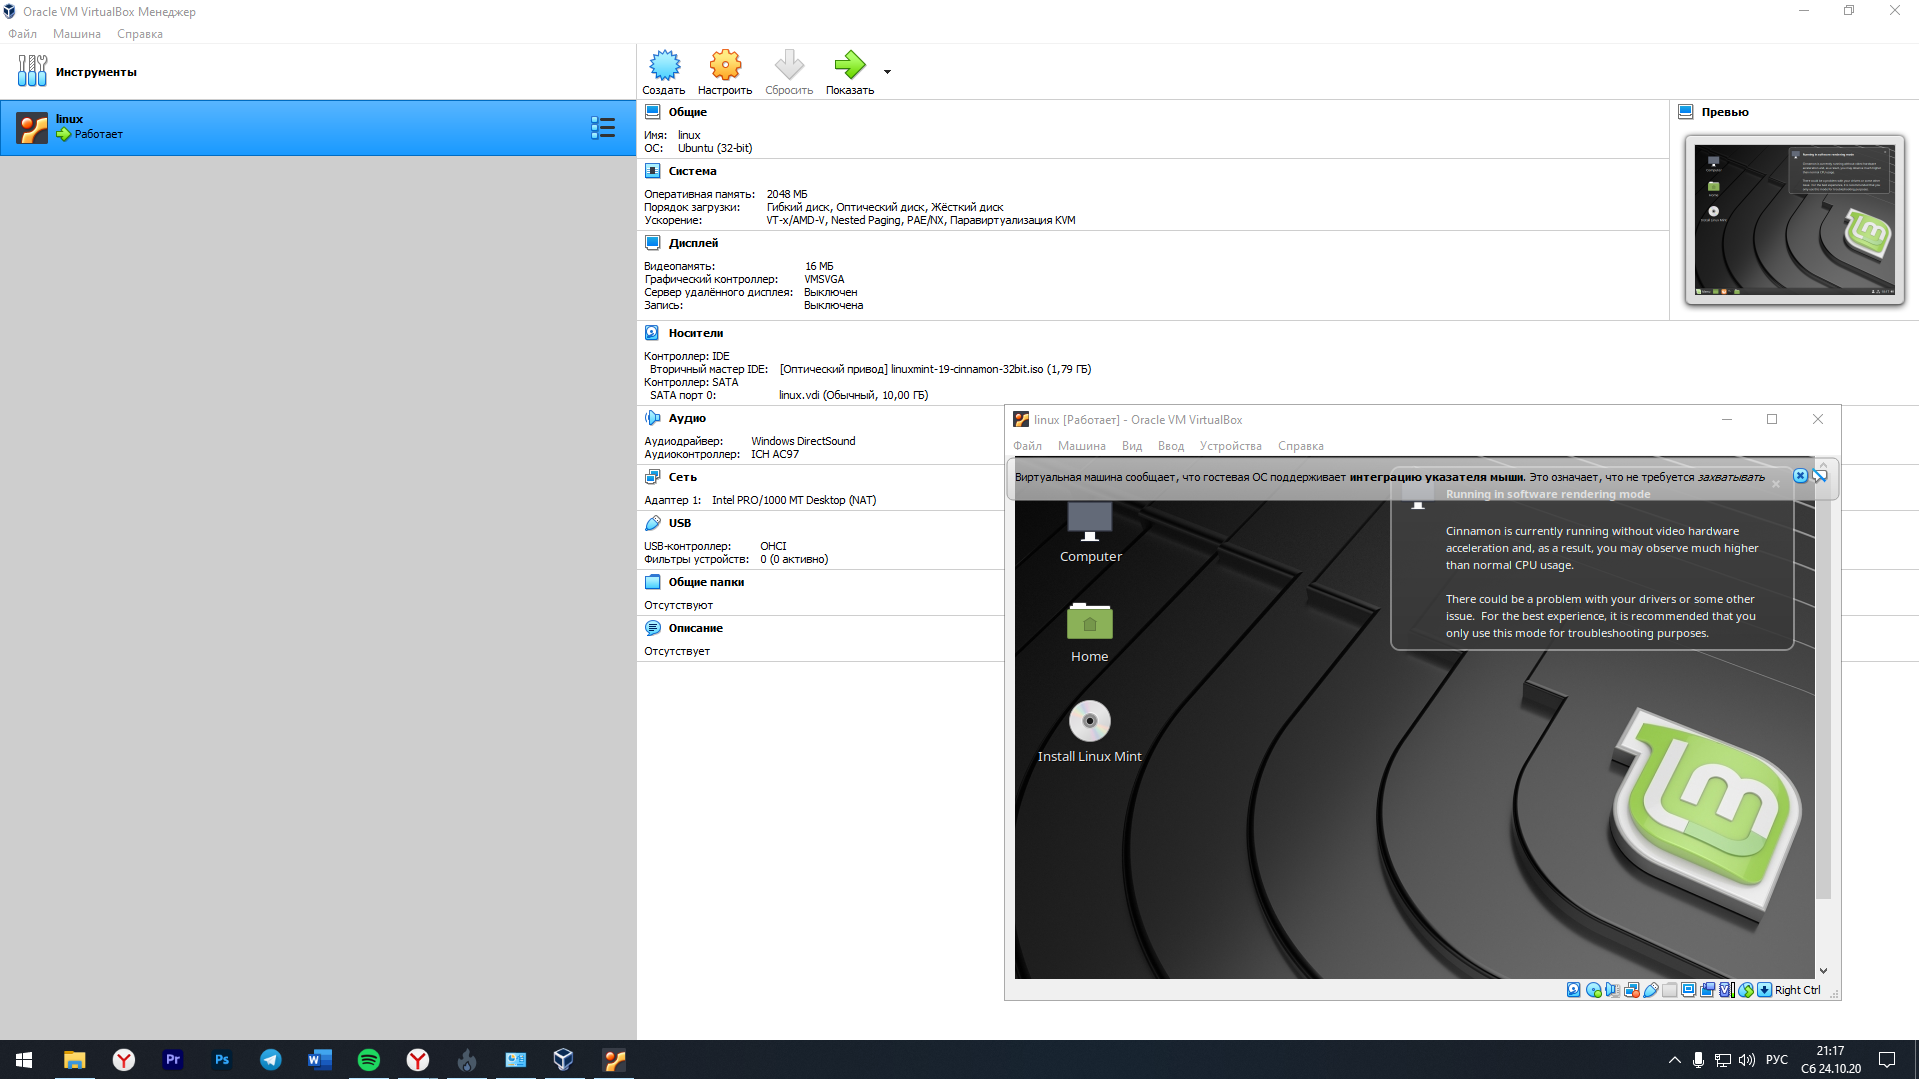 Oracle VM VirtualBox Менеджер
Файл Машина Справка
Инструменты
linux
Работает
Создать Настроить Сбросить Показать
Общие
Имя: linux
ОС: Ubuntu (32-bit)
Система
Оперативная память: 2048 МБ
Порядок загрузки: Гибкий диск, Оптический диск, Жёсткий диск
Ускорение: VT-x/AMD-V, Nested Paging, PAE/NX, Паравиртуализация KVM
Дисплей
Видеопамять: 16 МБ
Графический контроллер: VMSVGA
Сервер удалённого дисплея: Выключен
Запись: Выключена
Превью
Носители
Контроллер: IDE
Вторичный мастер IDE: [Оптический привод] linuxmint-19-cinnamon-32bit.iso (1,79 ГБ)
Контроллер: SATA
SATA порт 0: linux.vdi (Обычный, 10,00 ГБ)
Аудио
Аудиодрайвер: Windows DirectSound
Аудиоконтроллер: ICH AC97
Сеть
Адаптер 1: Intel PRO/1000 MT Desktop (NAT)
USB
USB-контроллер: OHCI
Фильтры устройств: 0 (0 активно)
Общие папки
Отсутствуют
Описание
Отсутствует
linux [Работает] - Oracle VM VirtualBox
Файл Машина Вид Ввод Устройства Справка
Виртуальная машина сообщает, что гостевая ОС поддерживает интеграцию указателя мыши. Это означает, что не требуется захватывать
Running in software rendering mode
Cinnamon is currently running without video hardware
acceleration and, as a result, you may observe much higher
than normal CPU usage.
There could be a problem with your drivers or some other
issue. For the best experience, it is recommended that you
only use this mode for troubleshooting purposes.
Computer
Home
Install Linux Mint
Right Ctrl
Pr
Ps
РУС
21:17
Сб 24.10.20